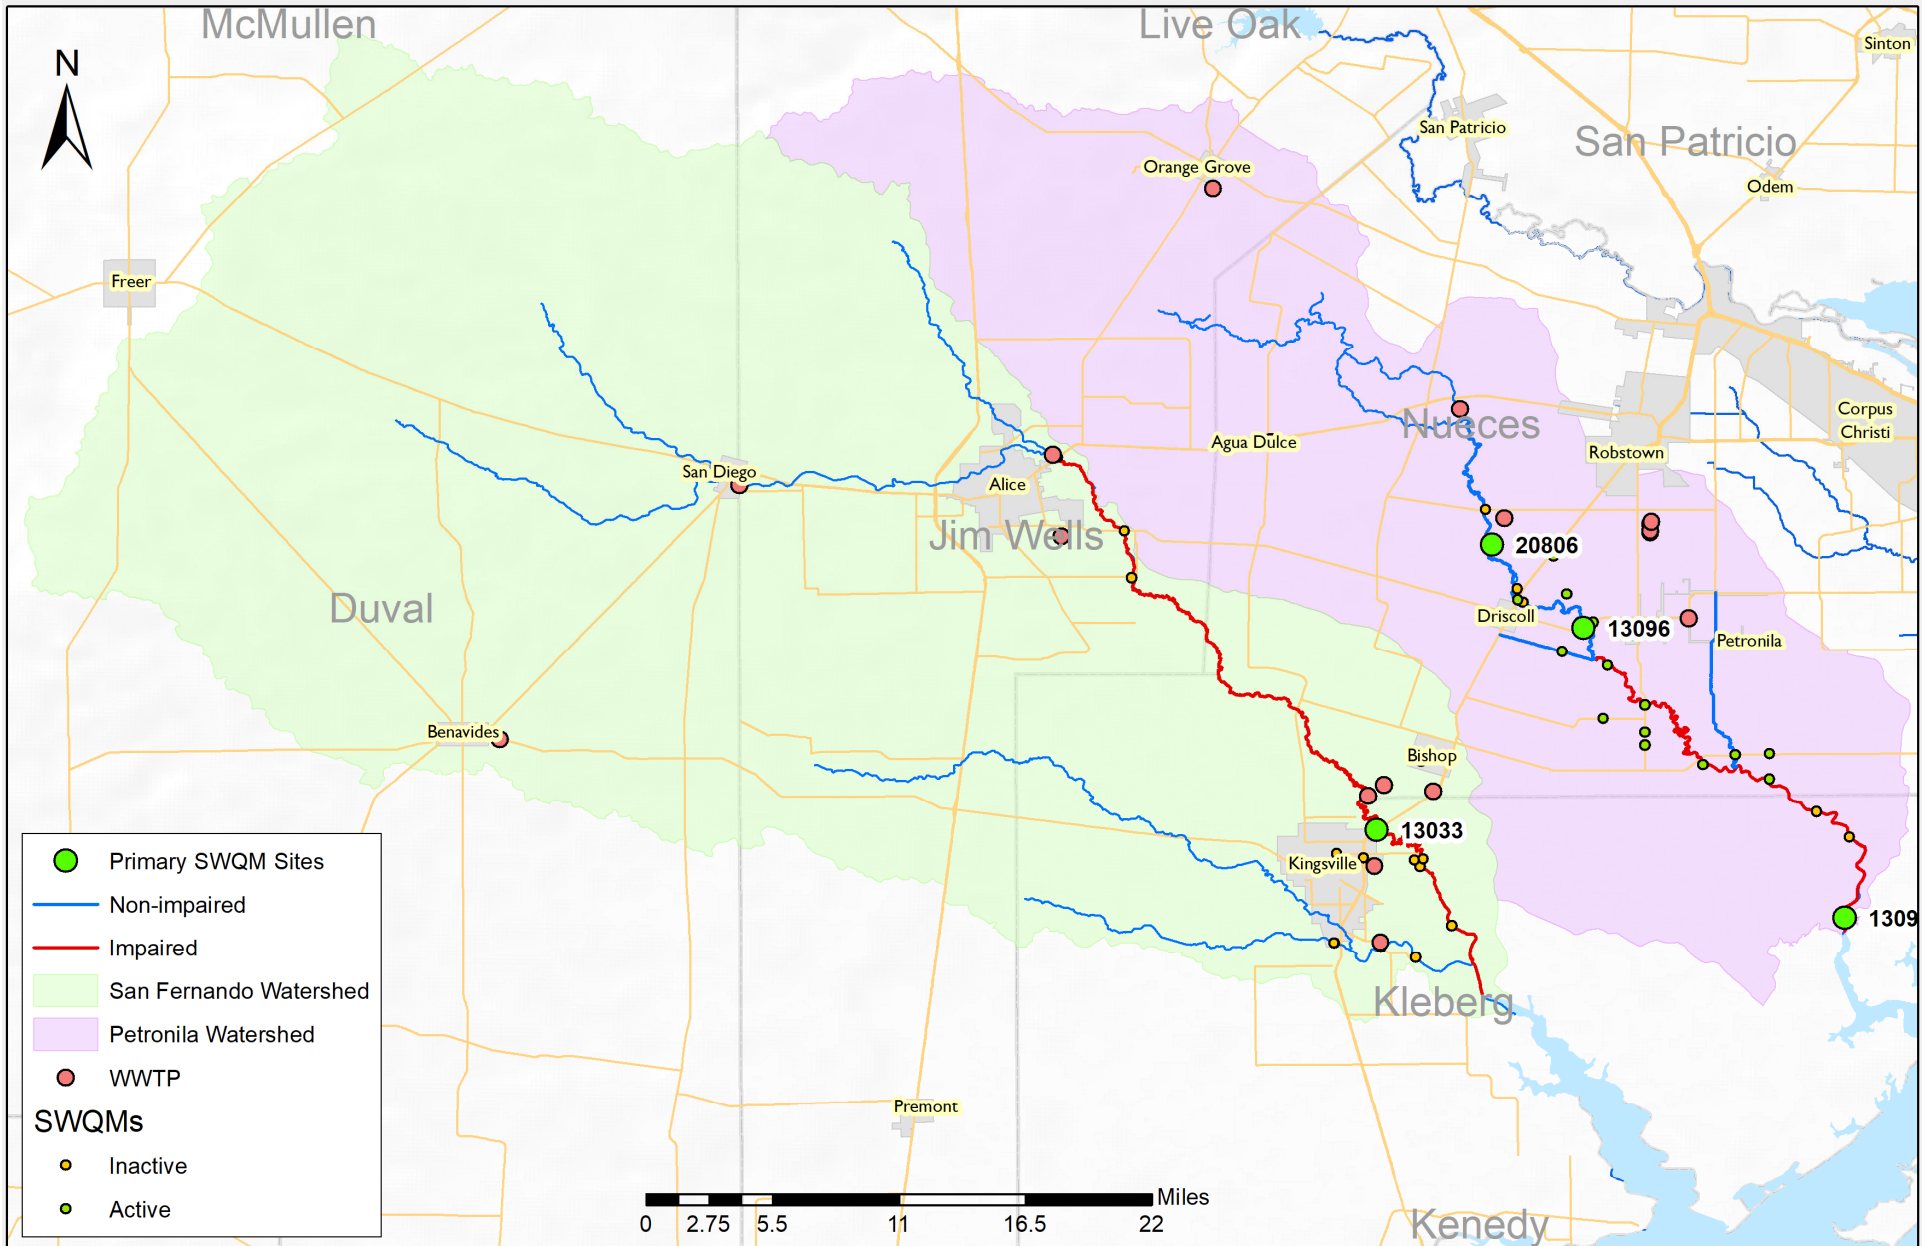 McMullen
Live Oak
Sinton
N
San Patricio
San Patricio
Orange Grove
Odem
Freer
Corpus
Christi
Nueces
Agua Dulce
Robstown
San Diego
Alice
Jim Wells
20806
Duval
Driscoll
13096
Petronila
Benavides
Bishop
13033
Kingsville
1309
Kleberg
Primary SWQM Sites
Non-impaired
Impaired
San Fernando Watershed
Petronila Watershed
WWTP
SWQMs
Inactive
Active
Premont
Miles
0 2.75 5.5 11 16.5 22
Kenedy